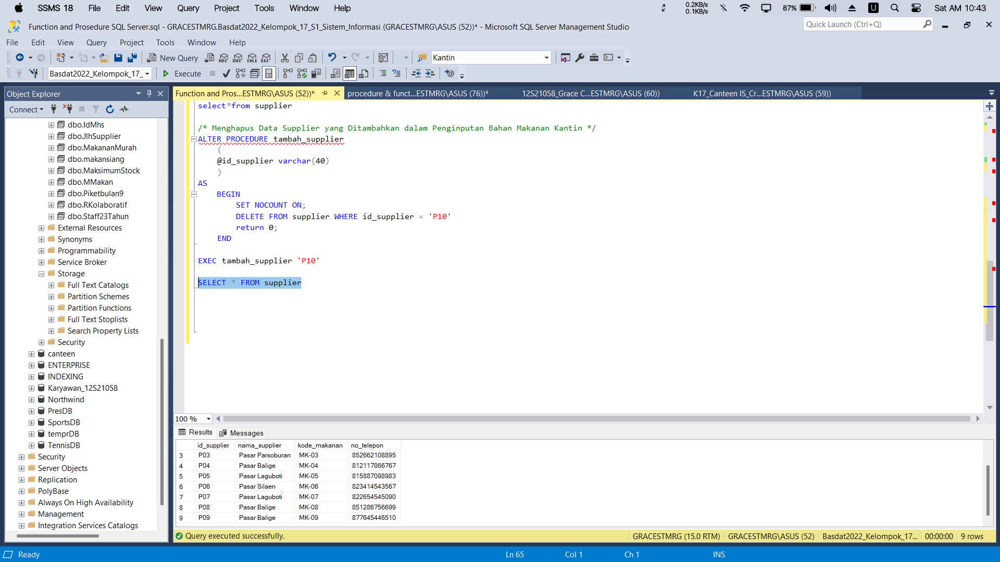 SSMS 18 File Edit View Query Project Tools Window Help
0.2KB/s
0.1KB/s
87% U Sat AM 10:43
Function and Prosedure SQL Server.sql - GRACESTMRG.Basdat2022_Kelompok_17_S1_Sistem_Informasi (GRACESTMRG\ASUS (52))* - Microsoft SQL Server Management Studio
Quick Launch (Ctrl+Q)
File Edit View Query Project Tools Window Help
New Query MDX DMX XMLA DAX Kantin
Basdat2022_Kelompok_17_ Execute
Object Explorer
Connect
dbo.IdMhs
dbo.JlhSupplier
dbo.MakananMurah
dbo.makansiang
dbo.MaksimumStock
dbo.MMakan
dbo.Piketbulan9
dbo.RKolaboratif
dbo.Staff23Tahun
External Resources
Synonyms
Programmability
Service Broker
Storage
Full Text Catalogs
Partition Schemes
Partition Functions
Full Text Stoplists
Search Property Lists
Security
canteen
ENTERPRISE
INDEXING
Karyawan_12S21058
Northwind
PresDB
SportsDB
temprDB
TennisDB
Security
Server Objects
Replication
PolyBase
Always On High Availability
Management
Integration Services Catalogs
Function and Pros...ESTMRG\ASUS (52))* procedure & funct...ESTMRG\ASUS (76))* 12S21058_Grace C...ESTMRG\ASUS (60)) K17_Canteen IS_Cr...ESTMRG\ASUS (59))
select*from supplier
/* Menghapus Data Supplier yang Ditambahkan dalam Penginputan Bahan Makanan Kantin */
ALTER PROCEDURE tambah_supplier
(
@id_supplier varchar(40)
)
AS
BEGIN
SET NOCOUNT ON;
DELETE FROM supplier WHERE id_supplier = 'P10'
return 0;
END
EXEC tambah_supplier 'P10'
SELECT * FROM supplier
100 %
Results Messages
id_supplier nama_supplier kode_makanan no_telepon
3 P03 Pasar Parsoburan MK-03 852662108895
4 P04 Pasar Balige MK-04 812117866767
5 P05 Pasar Laguboti MK-05 815887098983
6 P06 Pasar Silaen MK-06 823414543567
7 P07 Pasar Laguboti MK-07 822654545090
8 P08 Pasar Balige MK-08 851286756699
9 P09 Pasar Balige MK-09 877645446510
Query executed successfully. GRACESTMRG (15.0 RTM) GRACESTMRG\ASUS (52) Basdat2022_Kelompok_17... 00:00:00 9 rows
Ready Ln 65 Col 1 Ch 1 INS